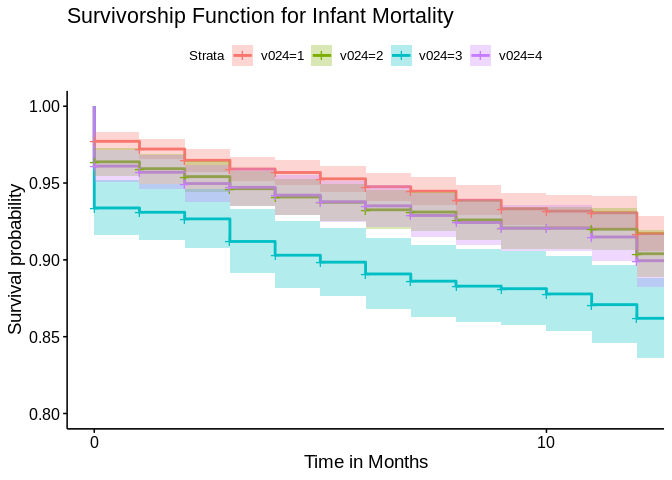 Survivorship Function for Infant Mortality
Strata v024=1 v024=2 v024=3 v024=4
Survival probability
1.00
0.95
0.90
0.85
0.80
0 10
Time in Months